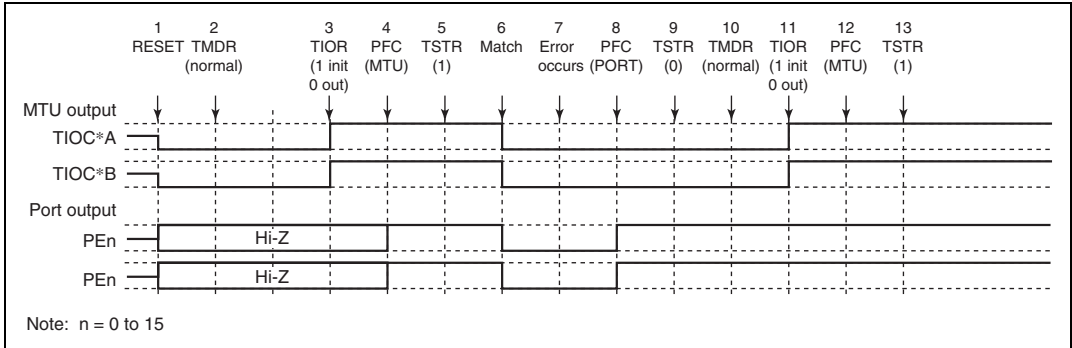 1 2 3 4 5 6 7 8 9 10 11 12 13
RESET TMDR TIOR PFC TSTR Match Error PFC TSTR TMDR TIOR PFC TSTR
(normal) (1 init (MTU) (1) occurs (PORT) (0) (normal) (1 init (MTU) (1)
0 out) 0 out)
MTU output
TIOC*A
TIOC*B
Port output
PEn Hi-Z
PEn Hi-Z
Note: n = 0 to 15